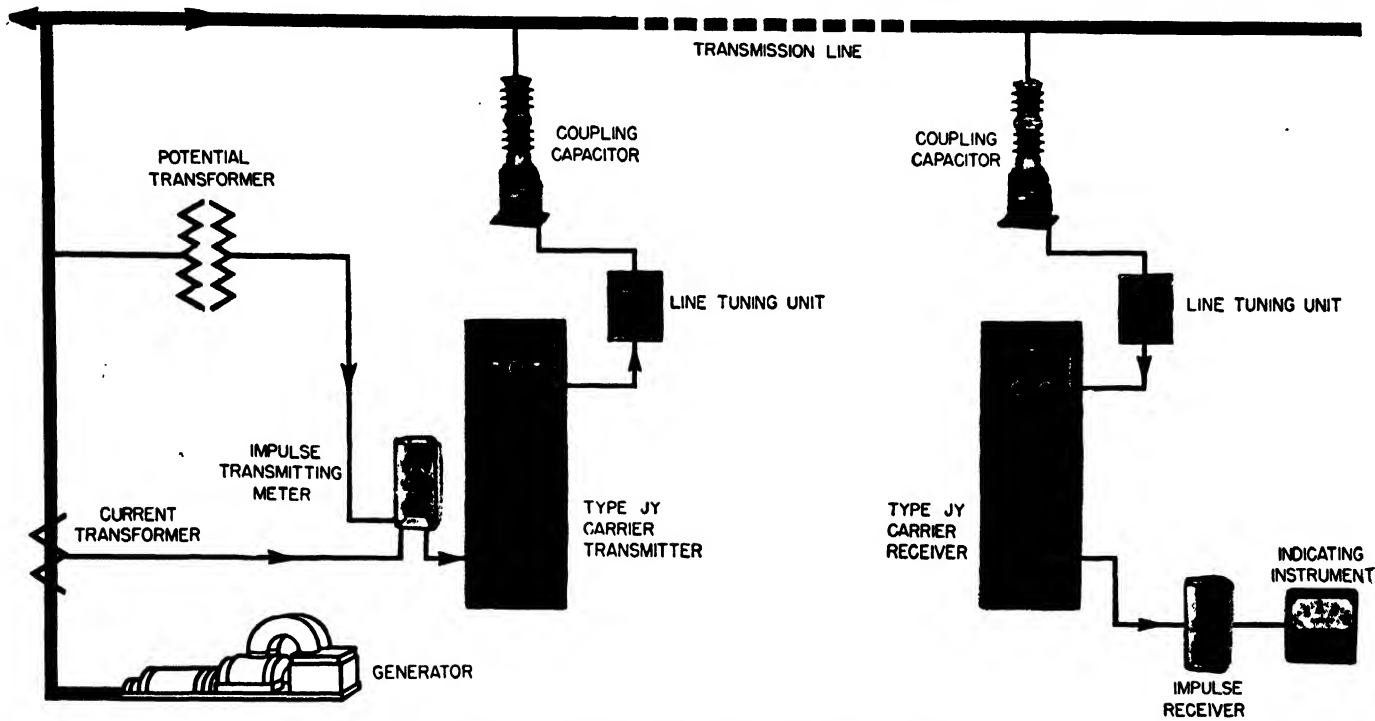 TRANSMISSION LINE
COUPLING
CAPACITOR
COUPLING
CAPACITOR
POTENTIAL
TRANSFORMER
LINE TUNING UNIT
LINE TUNING UNIT
IMPULSE
TRANSMITTING
METER
CURRENT
TRANSFORMER
TYPE JY
CARRIER
TRANSMITTER
TYPE JY
CARRIER
RECEIVER
INDICATING
INSTRUMENT
GENERATOR
IMPULSE
RECEIVER